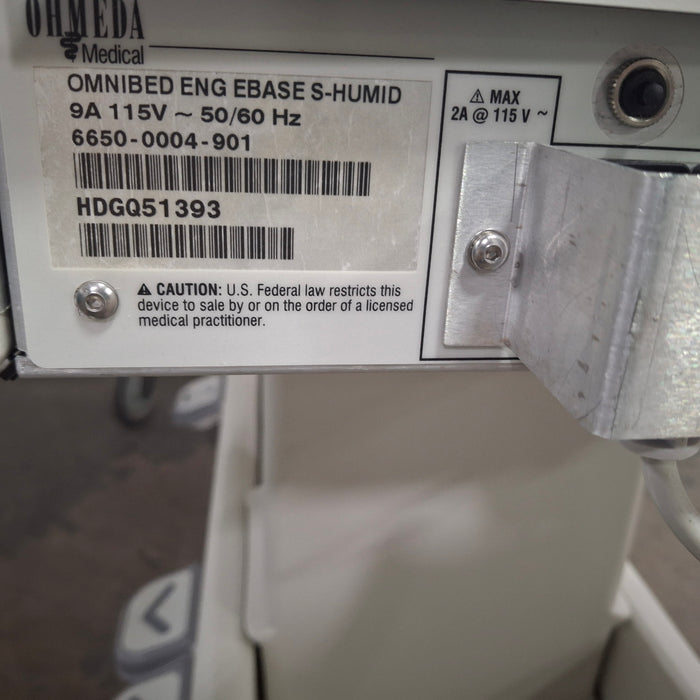 OHMEDA
Medical
OMNIBED ENG EBASE S-HUMID
9A 115V ~ 50/60 Hz
6650-0004-901
HDGQ51393
⚠ MAX
2A @ 115 V ~
⚠ CAUTION: U.S. Federal law restricts this
device to sale by or on the order of a licensed
medical practitioner.